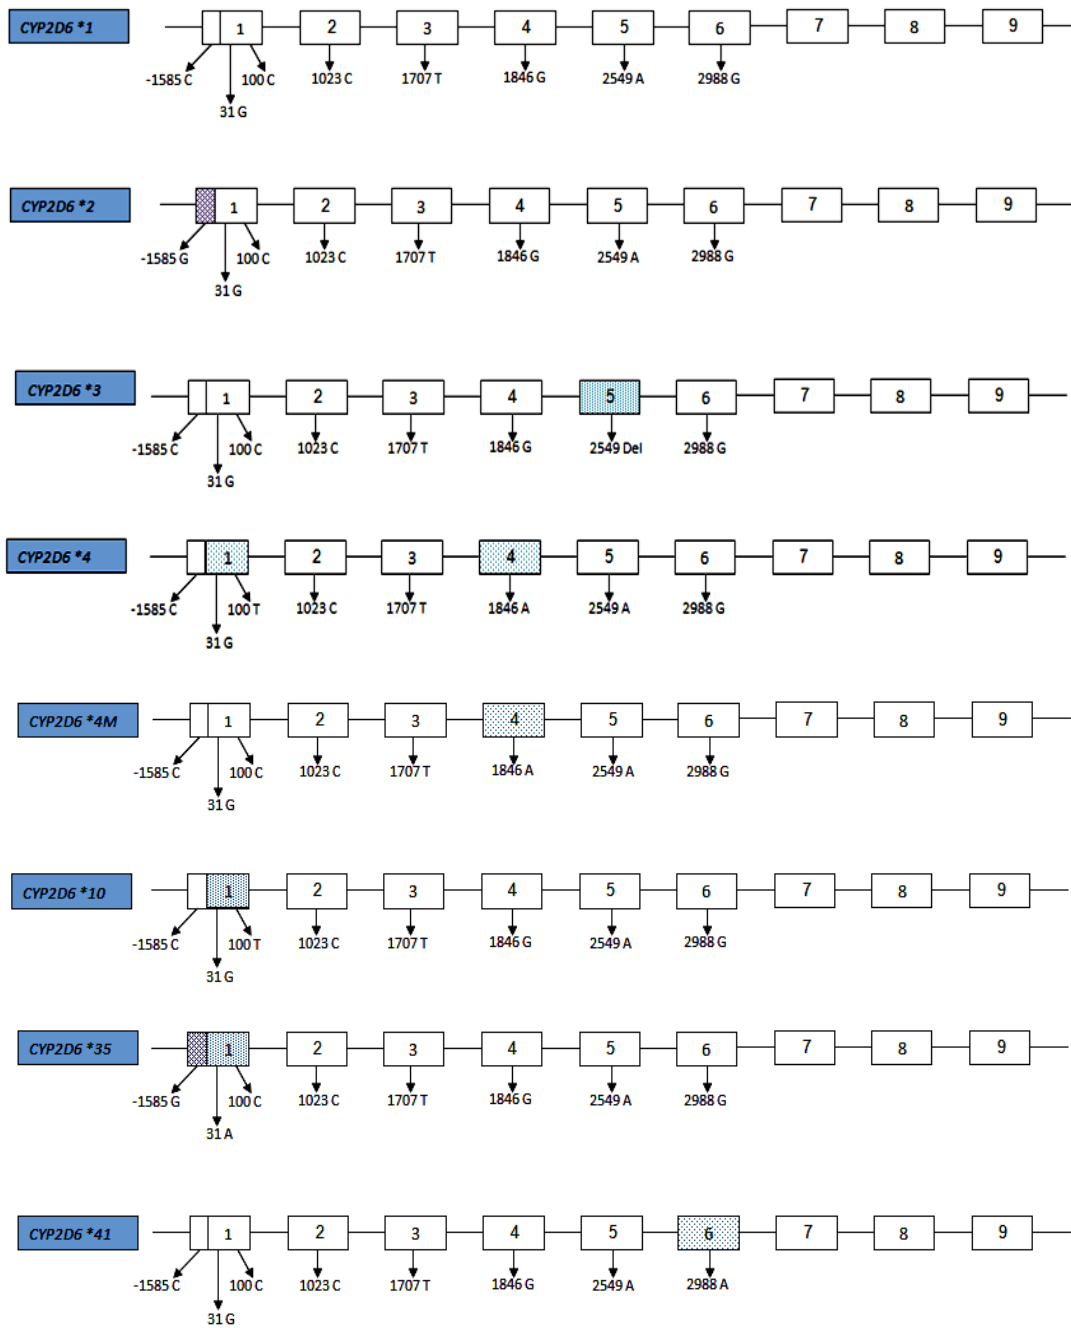 CYP2D6 *1
1 2 3 4 5 6 7 8 9
-1585 C 100 C 1023 C 1707 T 1846 G 2549 A 2988 G
31 G
CYP2D6 *2
1 2 3 4 5 6 7 8 9
-1585 G 100 C 1023 C 1707 T 1846 G 2549 A 2988 G
31 G
CYP2D6 *3
1 2 3 4 5 6 7 8 9
-1585 C 100 C 1023 C 1707 T 1846 G 2549 Del 2988 G
31 G
CYP2D6 *4
1 2 3 4 5 6 7 8 9
-1585 C 100 T 1023 C 1707 T 1846 A 2549 A 2988 G
31 G
CYP2D6 *4M
1 2 3 4 5 6 7 8 9
-1585 C 100 C 1023 C 1707 T 1846 A 2549 A 2988 G
31 G
CYP2D6 *10
1 2 3 4 5 6 7 8 9
-1585 C 100 T 1023 C 1707 T 1846 G 2549 A 2988 G
31 G
CYP2D6 *35
1 2 3 4 5 6 7 8 9
-1585 G 100 C 1023 C 1707 T 1846 G 2549 A 2988 G
31 A
CYP2D6 *41
1 2 3 4 5 6 7 8 9
-1585 C 100 C 1023 C 1707 T 1846 G 2549 A 2988 A
31 G